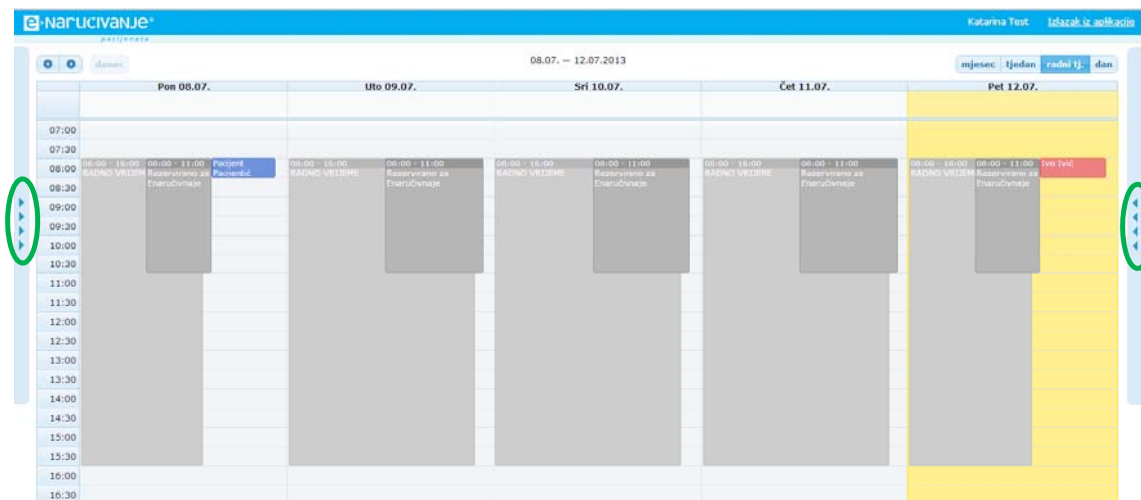 e-NARUCIVANJE®
pacijenata
Katarina Test Izlazak iz aplikacije
danas
08.07. — 12.07.2013
mjesec tjedan radni tj. dan
Pon 08.07. Uto 09.07. Sri 10.07. Čet 11.07. Pet 12.07.
07:00
07:30
08:00
08:30
09:00
09:30
10:00
10:30
11:00
11:30
12:00
12:30
13:00
13:30
14:00
14:30
15:00
15:30
16:00
16:30
08:00 - 16:00 08:00 - 11:00 Pacijent
RADNO VRIJEM Rezervirano za Pacijentić
Enaručivnaje
08:00 - 16:00 08:00 - 11:00
RADNO VRIJEME Rezervirano za
Enaručivnaje
08:00 - 16:00 08:00 - 11:00
RADNO VRIJEME Rezervirano za
Enaručivnaje
08:00 - 16:00 08:00 - 11:00
RADNO VRIJEME Rezervirano za
Enaručivnaje
08:00 - 16:00 08:00 - 11:00 Ivo Ivić
RADNO VRIJEM Rezervirano za
Enaručivnaje